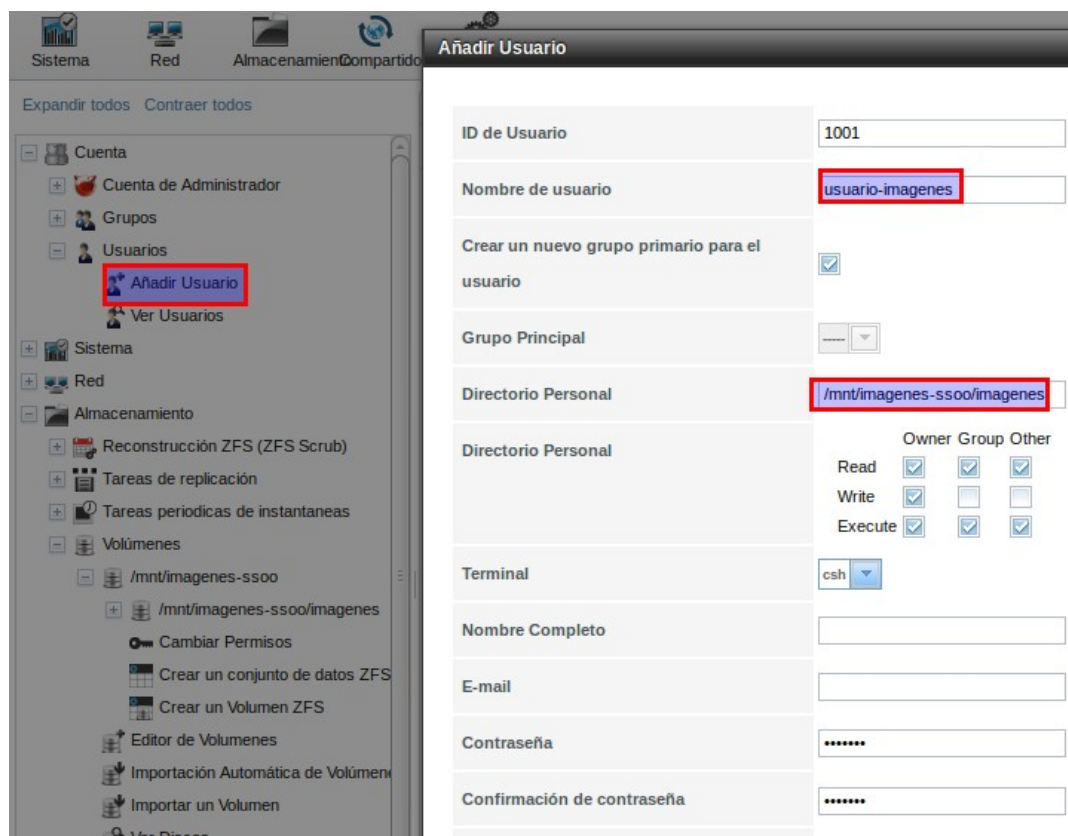 Sistema
Red
Almacenamiento
Compartido
Expandir todos Contraer todos
Cuenta
Cuenta de Administrador
Grupos
Usuarios
Añadir Usuario
Ver Usuarios
Sistema
Red
Almacenamiento
Reconstrucción ZFS (ZFS Scrub)
Tareas de replicación
Tareas periodicas de instantaneas
Volúmenes
/mnt/imagenes-ssoo
/mnt/imagenes-ssoo/imagenes
Cambiar Permisos
Crear un conjunto de datos ZFS
Crear un Volumen ZFS
Editor de Volumenes
Importación Automática de Volúmen
Importar un Volumen
Ver Discos
Añadir Usuario
ID de Usuario 1001
Nombre de usuario usuario-imagenes
Crear un nuevo grupo primario para el
usuario
Grupo Principal -----
Directorio Personal /mnt/imagenes-ssoo/imagenes
Directorio Personal Owner Group Other
Read
Write
Execute
Terminal csh
Nombre Completo
E-mail
Contraseña •••••••
Confirmación de contraseña •••••••